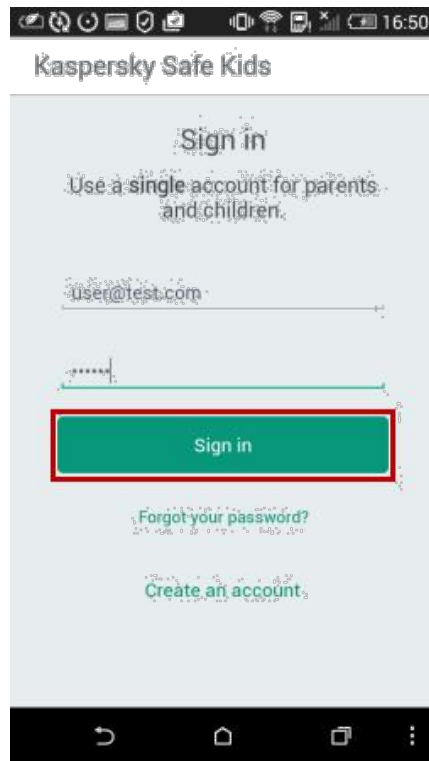 16:50
Kaspersky Safe Kids
Sign in
Use a single account for parents
and children.
user@test.com
••••••
Sign in
Forgot your password?
Create an account